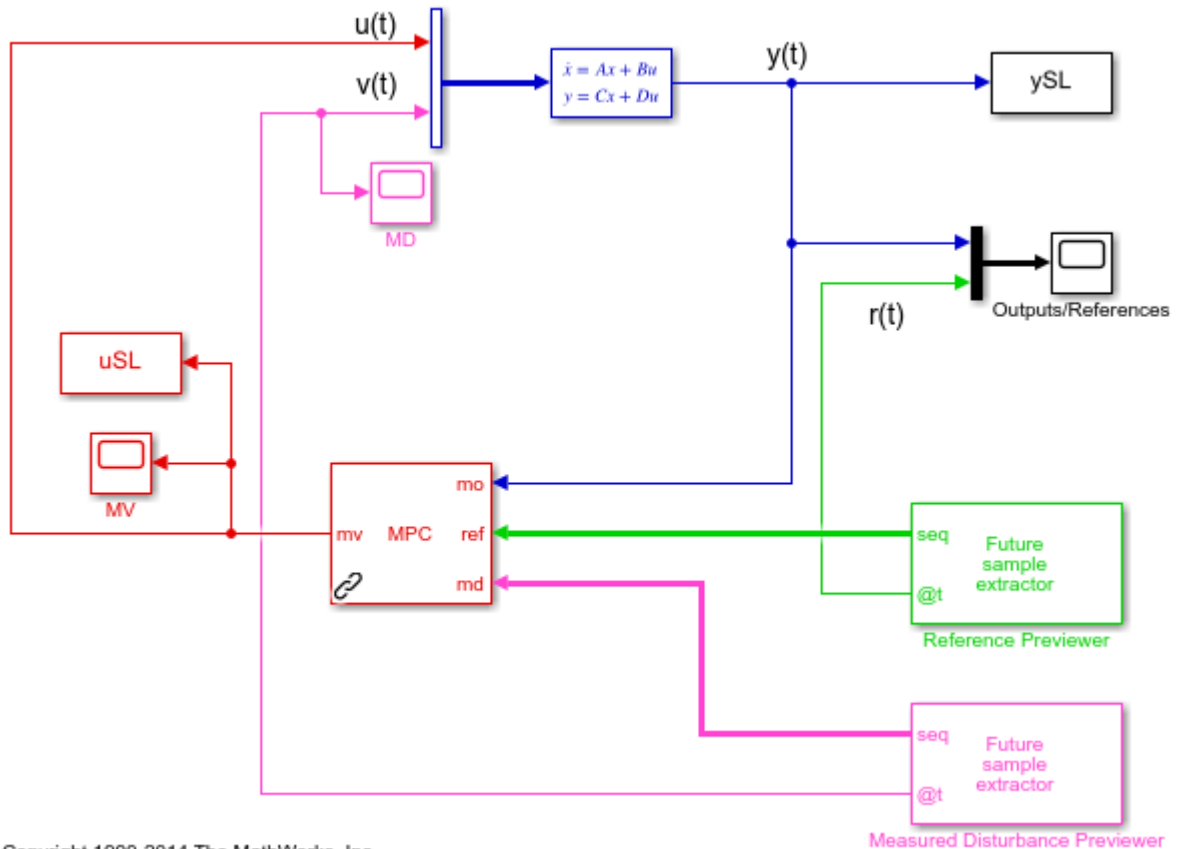 u(t)
v(t)
ẋ = Ax + Bu
y = Cx + Du
y(t)
ySL
MD
r(t)
Outputs/References
uSL
MV
mv
MPC
mo
ref
md
seq
Future
sample
extractor
@t
Reference Previewer
seq
Future
sample
extractor
@t
Measured Disturbance Previewer